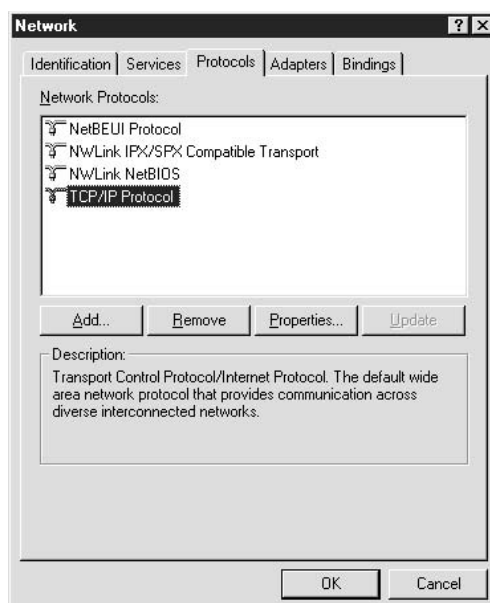 Network
? X
Identification Services Protocols Adapters Bindings
Network Protocols:
NetBEUI Protocol
NWLink IPX/SPX Compatible Transport
NWLink NetBIOS
TCP/IP Protocol
Add... Remove Properties... Update
Description:
Transport Control Protocol/Internet Protocol. The default wide
area network protocol that provides communication across
diverse interconnected networks.
OK Cancel